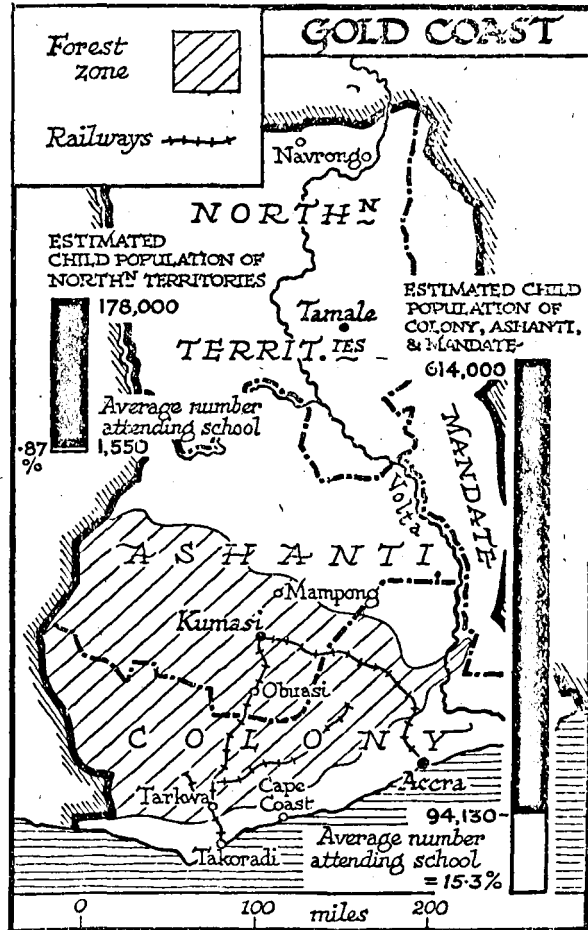 GOLD COAST
Forest
zone
Railways
Navrongo
NORTHN
ESTIMATED
CHILD POPULATION OF
NORTHN TERRITORIES
178,000
ESTIMATED CHILD
POPULATION OF
COLONY, ASHANTI,
& MANDATE
614,000
Tamale
TERRIT.IES
Average number
attending school
1,550
·87
%
MANDATE
Volta
ASHANTI
Mampong
Kumasi
Obuasi
COLONY
Accra
Tarkwa
Cape
Coast
Takoradi
94,130
Average number
attending school
=15·3%
0 100 200
miles